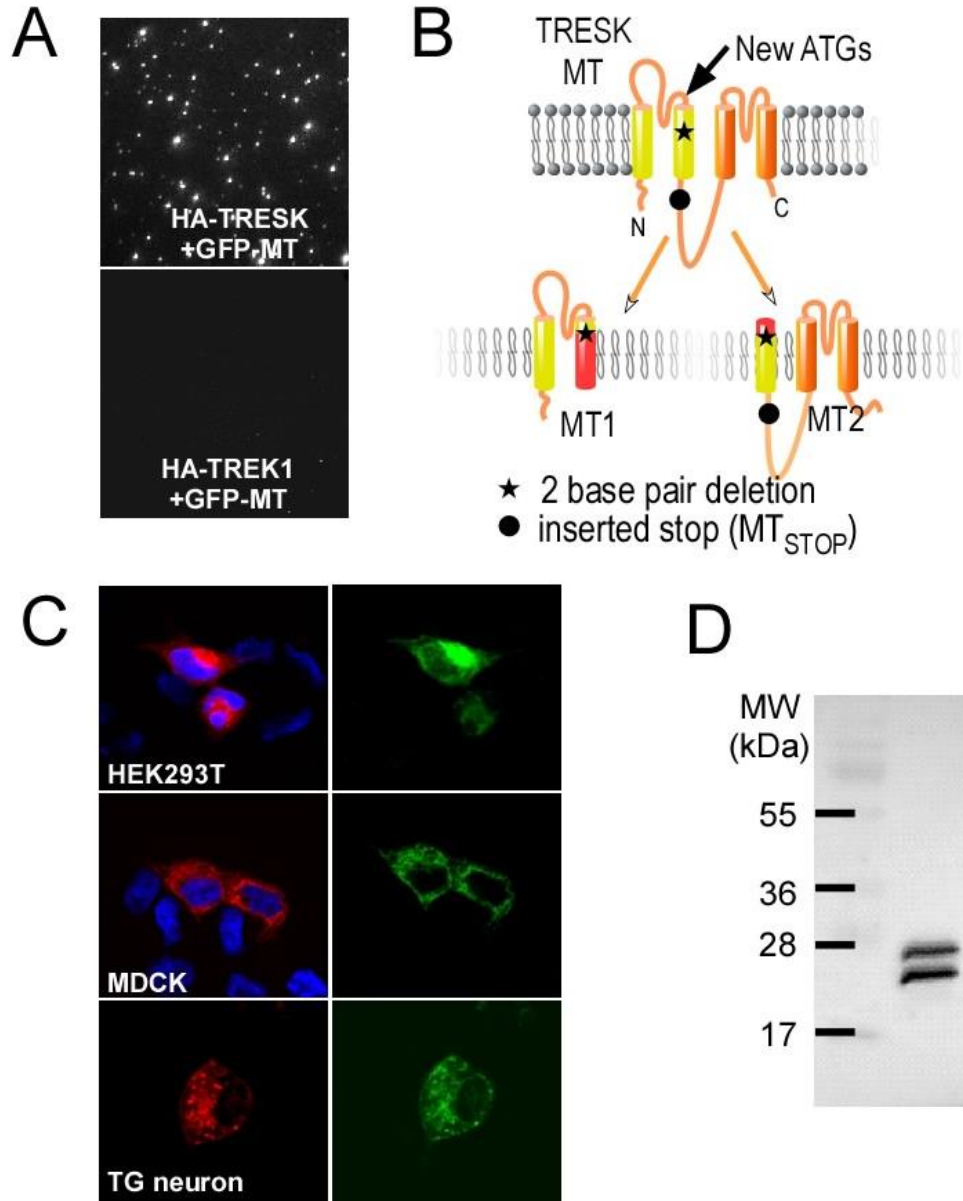 A
HA-TRESK
+GFP-MT
HA-TREK1
+GFP-MT
B
TRESK
MT
New ATGs
N
C
MT1
MT2
★ 2 base pair deletion
● inserted stop (MT_STOP)
C
HEK293T
MDCK
TG neuron
D
MW
(kDa)
55
36
28
17